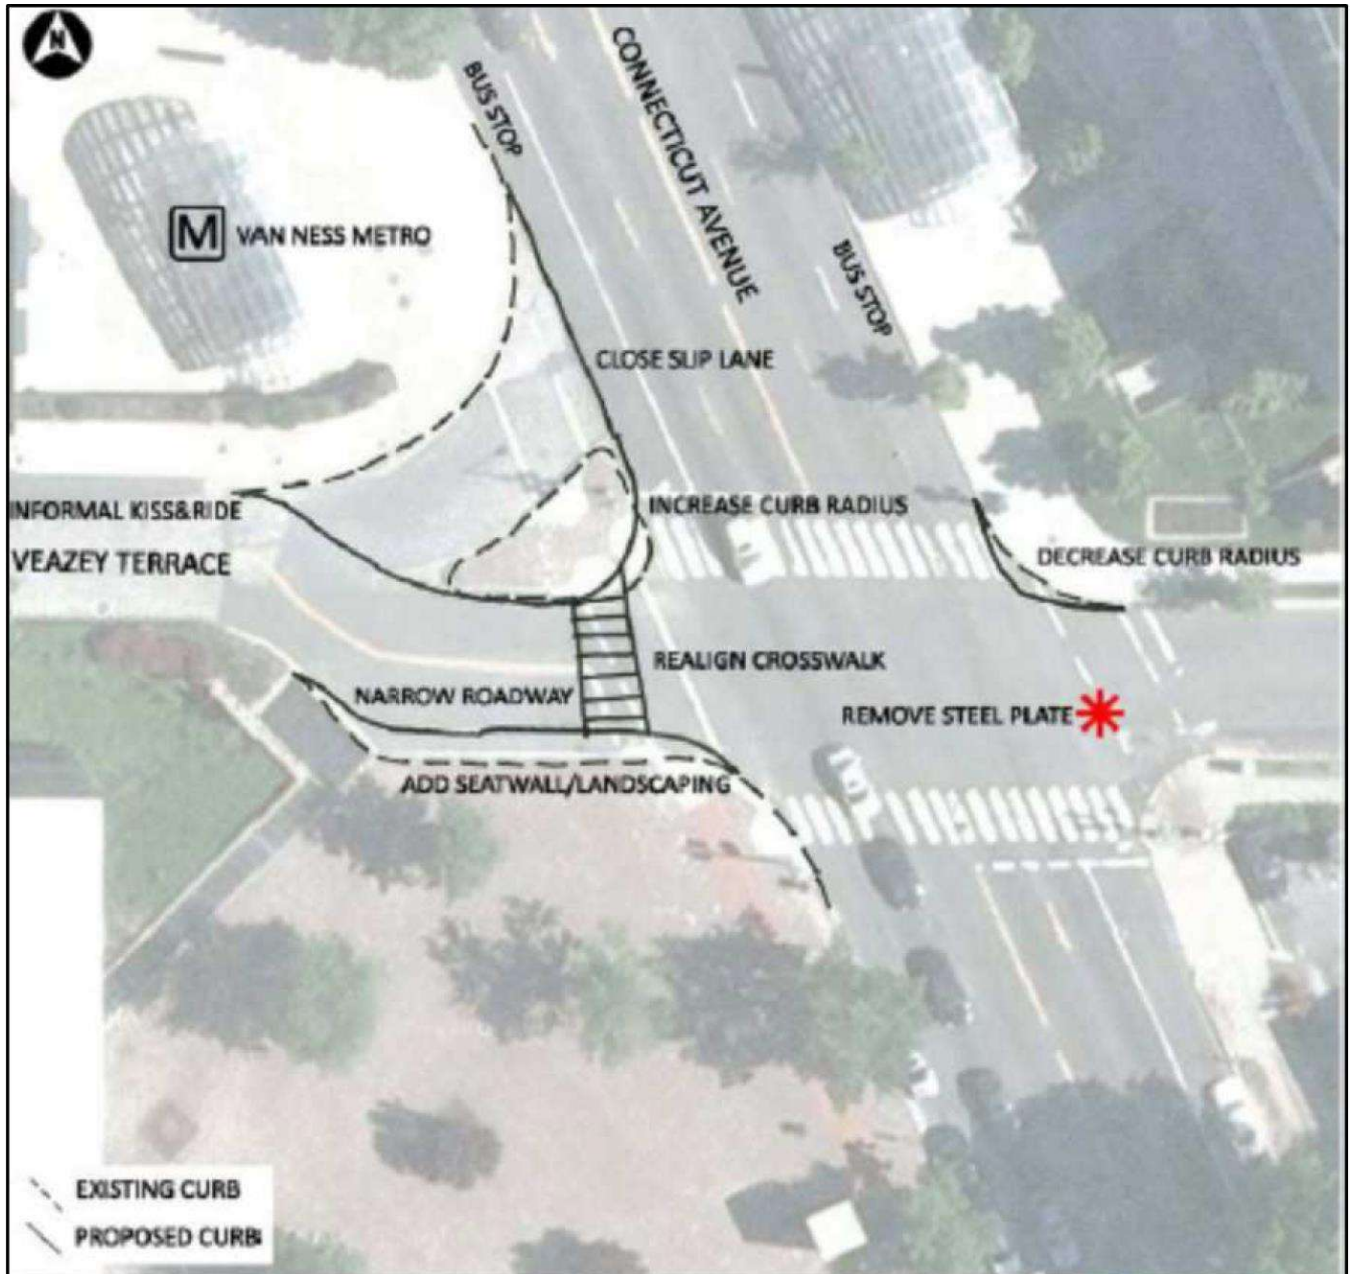 N
BUS STOP
CONNECTICUT AVENUE
M VAN NESS METRO
BUS STOP
CLOSE SLIP LANE
INFORMAL KISS&RIDE
INCREASE CURB RADIUS
VEAZEY TERRACE
DECREASE CURB RADIUS
REALIGN CROSSWALK
NARROW ROADWAY
REMOVE STEEL PLATE
ADD SEATWALL/LANDSCAPING
EXISTING CURB
PROPOSED CURB